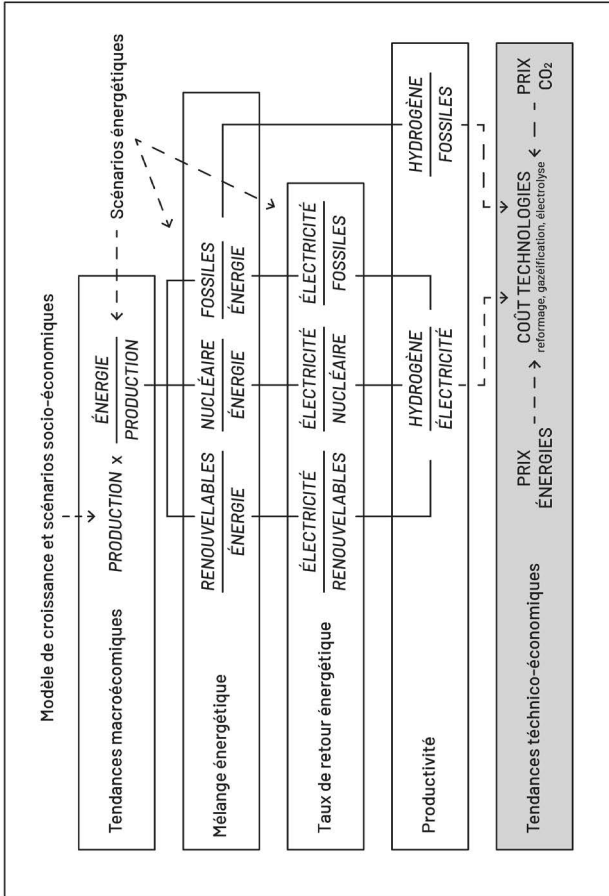 Modèle de croissance et scénarios socio-économiques
Scénarios énergétiques
Tendances macroécomiques
PRODUCTION x
ÉNERGIE
PRODUCTION
Mélange énergétique
RENOUVELABLES
ÉNERGIE
NUCLÉAIRE
ÉNERGIE
FOSSILES
ÉNERGIE
Taux de retour énergétique
ÉLECTRICITÉ
RENOUVELABLES
ÉLECTRICITÉ
NUCLÉAIRE
ÉLECTRICITÉ
FOSSILES
Productivité
HYDROGÈNE
ÉLECTRICITÉ
HYDROGÈNE
FOSSILES
Tendances téchnico-économiques
PRIX
ÉNERGIES
COÛT TECHNOLOGIES
reformage, gazéification, électrolyse
PRIX
CO₂